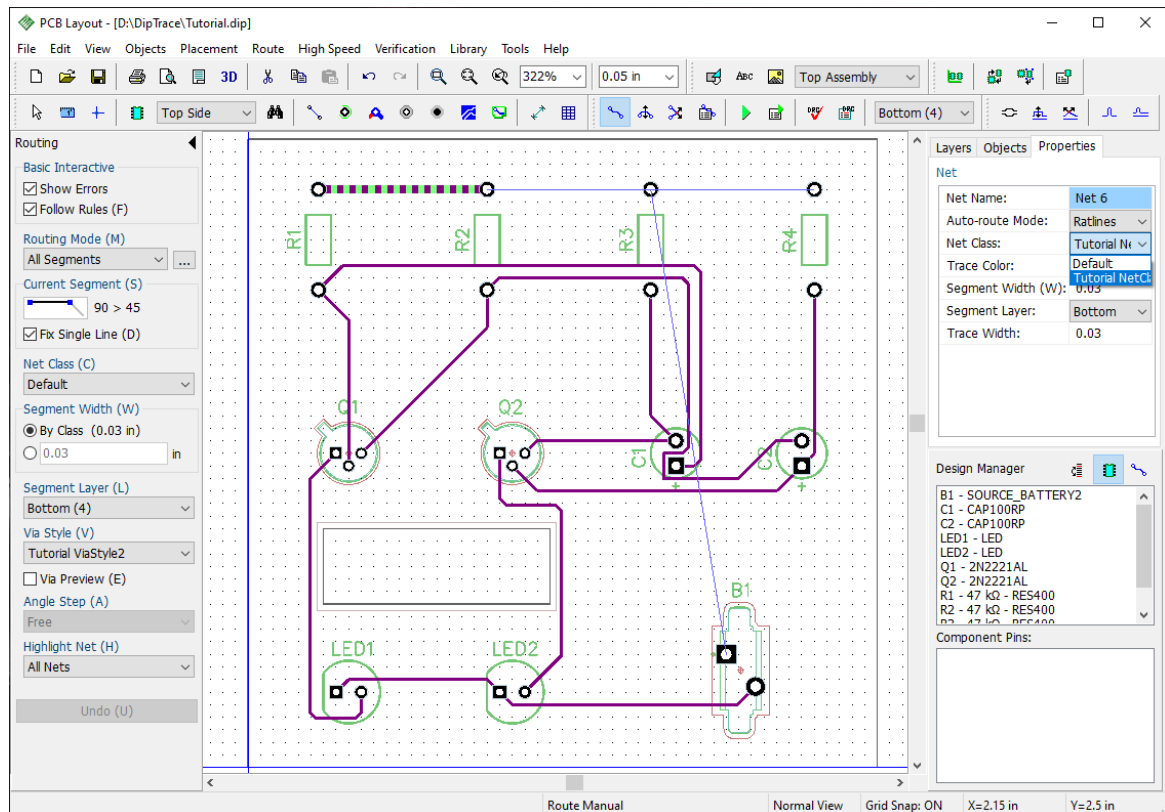 PCB Layout - [D:\DipTrace\Tutorial.dip]
File Edit View Objects Placement Route High Speed Verification Library Tools Help
3D 322% 0.05 in ABC Top Assembly
Top Side DRC DRC Bottom (4)
Routing
Basic Interactive
Show Errors
Follow Rules (F)
Routing Mode (M)
All Segments ...
Current Segment (S)
90 > 45
Fix Single Line (D)
Net Class (C)
Default
Segment Width (W)
By Class (0.03 in)
0.03 in
Segment Layer (L)
Bottom (4)
Via Style (V)
Tutorial ViaStyle2
Via Preview (E)
Angle Step (A)
Free
Highlight Net (H)
All Nets
Undo (U)
R1 R2 R3 R4
Q1 Q2
C1 C2
+ +
B1
LED1 LED2
Layers Objects Properties
Net
Net Name: Net 6
Auto-route Mode: Ratlines
Net Class: Tutorial Ne
Default
Trace Color: Tutorial NetCl
Segment Width (W): 0.03
Segment Layer: Bottom
Trace Width: 0.03
Design Manager
B1 - SOURCE_BATTERY2
C1 - CAP100RP
C2 - CAP100RP
LED1 - LED
LED2 - LED
Q1 - 2N2221AL
Q2 - 2N2221AL
R1 - 47 kΩ - RES400
R2 - 47 kΩ - RES400
Component Pins:
Route Manual Normal View Grid Snap: ON X=2.15 in Y=2.5 in